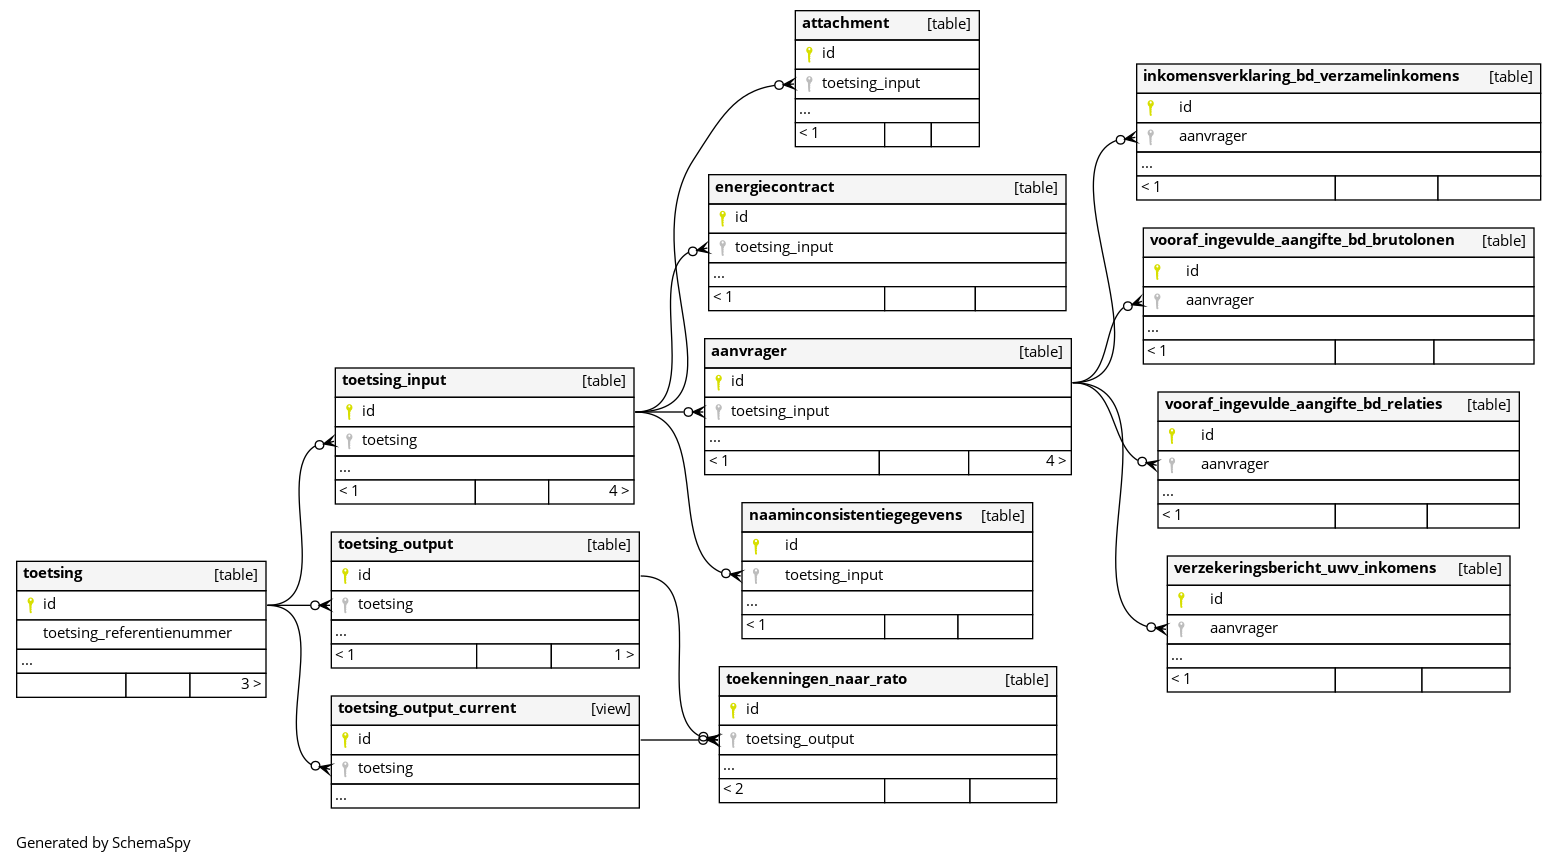 attachment [table]
id
toetsing_input
...
< 1
energiecontract [table]
id
toetsing_input
...
< 1
aanvrager [table]
id
toetsing_input
...
< 1 4 >
naaminconsistentiegegevens [table]
id
toetsing_input
...
< 1
toekenningen_naar_rato [table]
id
toetsing_output
...
< 2
inkomensverklaring_bd_verzamelinkomens [table]
id
aanvrager
...
< 1
vooraf_ingevulde_aangifte_bd_brutolonen [table]
id
aanvrager
...
< 1
vooraf_ingevulde_aangifte_bd_relaties [table]
id
aanvrager
...
< 1
verzekeringsbericht_uwv_inkomens [table]
id
aanvrager
...
< 1
toetsing_input [table]
id
toetsing
...
< 1 4 >
toetsing_output [table]
id
toetsing
...
< 1 1 >
toetsing_output_current [view]
id
toetsing
...
toetsing [table]
id
toetsing_referentienummer
...
3 >
Generated by SchemaSpy